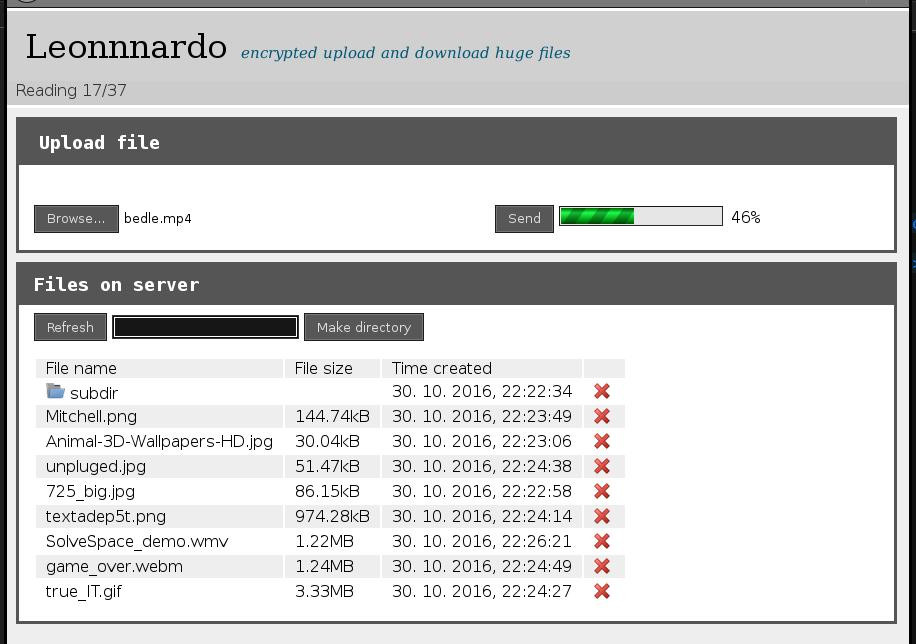 Leonnnardo encrypted upload and download huge files
Reading 17/37
Upload file
Browse... bedle.mp4 Send 46%
Files on server
Refresh Make directory
File name File size Time created
subdir 30. 10. 2016, 22:22:34
Mitchell.png 144.74kB 30. 10. 2016, 22:23:49
Animal-3D-Wallpapers-HD.jpg 30.04kB 30. 10. 2016, 22:23:06
unpluged.jpg 51.47kB 30. 10. 2016, 22:24:38
725_big.jpg 86.15kB 30. 10. 2016, 22:22:58
textadep5t.png 974.28kB 30. 10. 2016, 22:24:14
SolveSpace_demo.wmv 1.22MB 30. 10. 2016, 22:26:21
game_over.webm 1.24MB 30. 10. 2016, 22:24:49
true_IT.gif 3.33MB 30. 10. 2016, 22:24:27